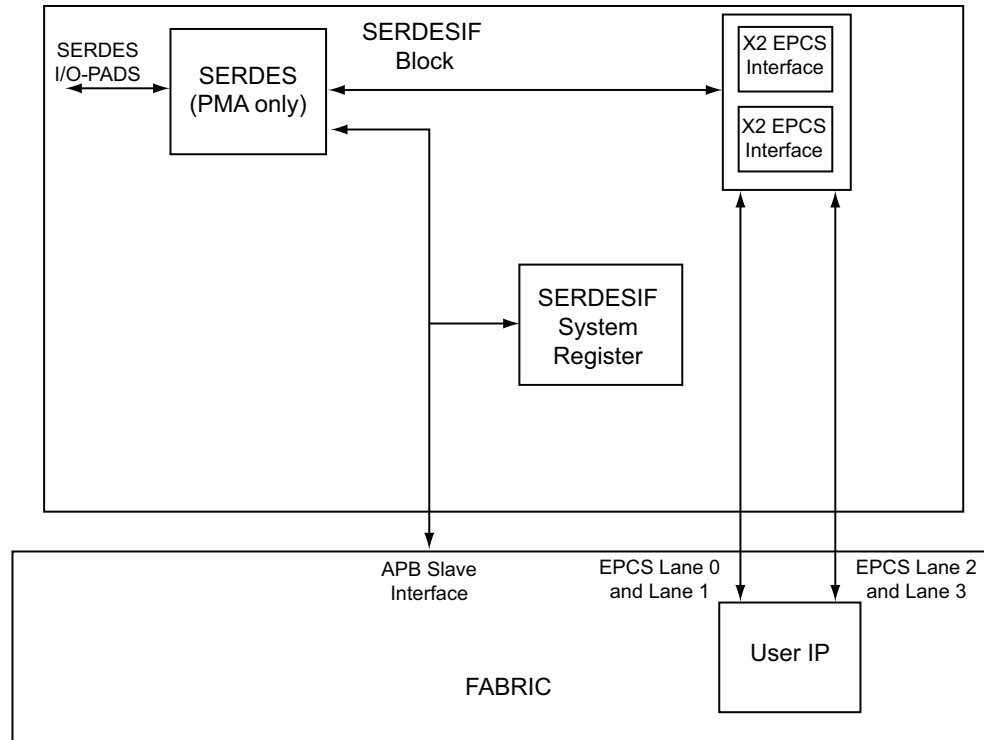 SERDES
I/O-PADS
SERDES
(PMA only)
SERDESIF
Block
X2 EPCS
Interface
X2 EPCS
Interface
SERDESIF
System
Register
APB Slave
Interface
EPCS Lane 0
and Lane 1
EPCS Lane 2
and Lane 3
User IP
FABRIC